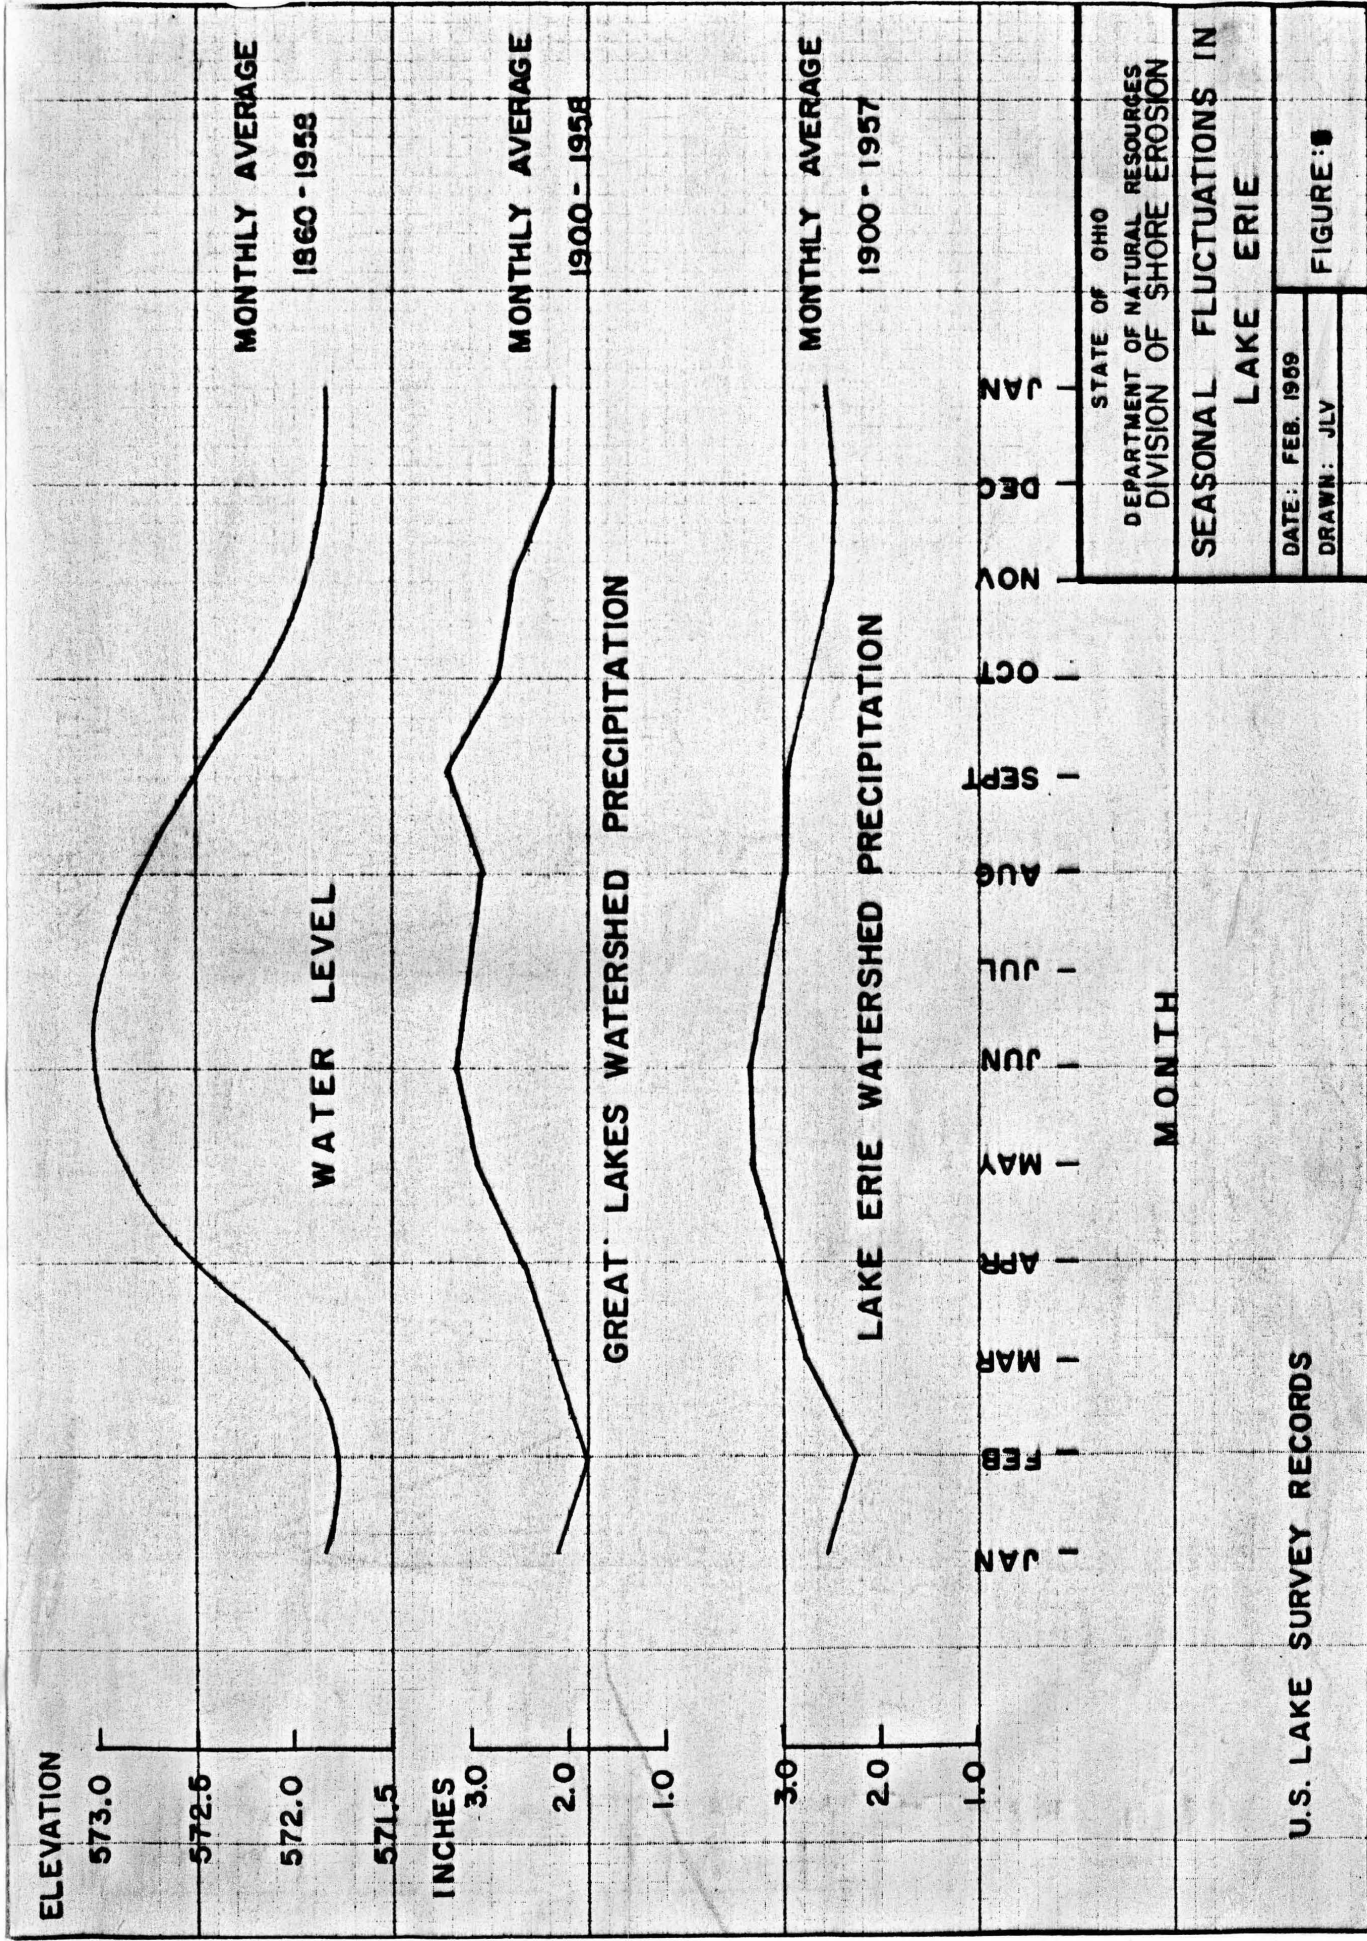 ELEVATION
573.0
572.5
572.0
571.5
MONTHLY AVERAGE
1860-1958
WATER LEVEL
INCHES
3.0
2.0
1.0
MONTHLY AVERAGE
1900-1958
GREAT LAKES WATERSHED PRECIPITATION
3.0
2.0
1.0
MONTHLY AVERAGE
1900-1957
LAKE ERIE WATERSHED PRECIPITATION
JAN FEB MAR APR MAY JUN JUL AUG SEPT OCT NOV DEC JAN
MONTH
U.S. LAKE SURVEY RECORDS
STATE OF OHIO
DEPARTMENT OF NATURAL RESOURCES
DIVISION OF SHORE EROSION
SEASONAL FLUCTUATIONS IN
LAKE ERIE
DATE: FEB. 1959
DRAWN: JLV
FIGURE: